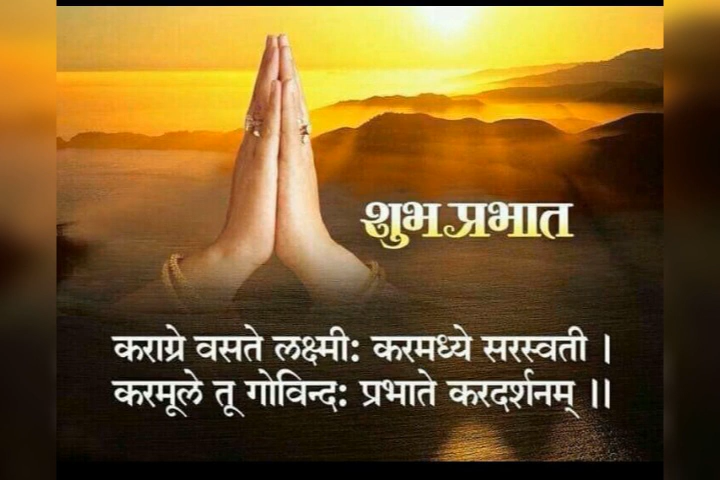 शुभ प्रभात
कराग्रे वसते लक्ष्मी: करमध्ये सरस्वती ।
करमूले तू गोविन्द: प्रभाते करदर्शनम् ।।